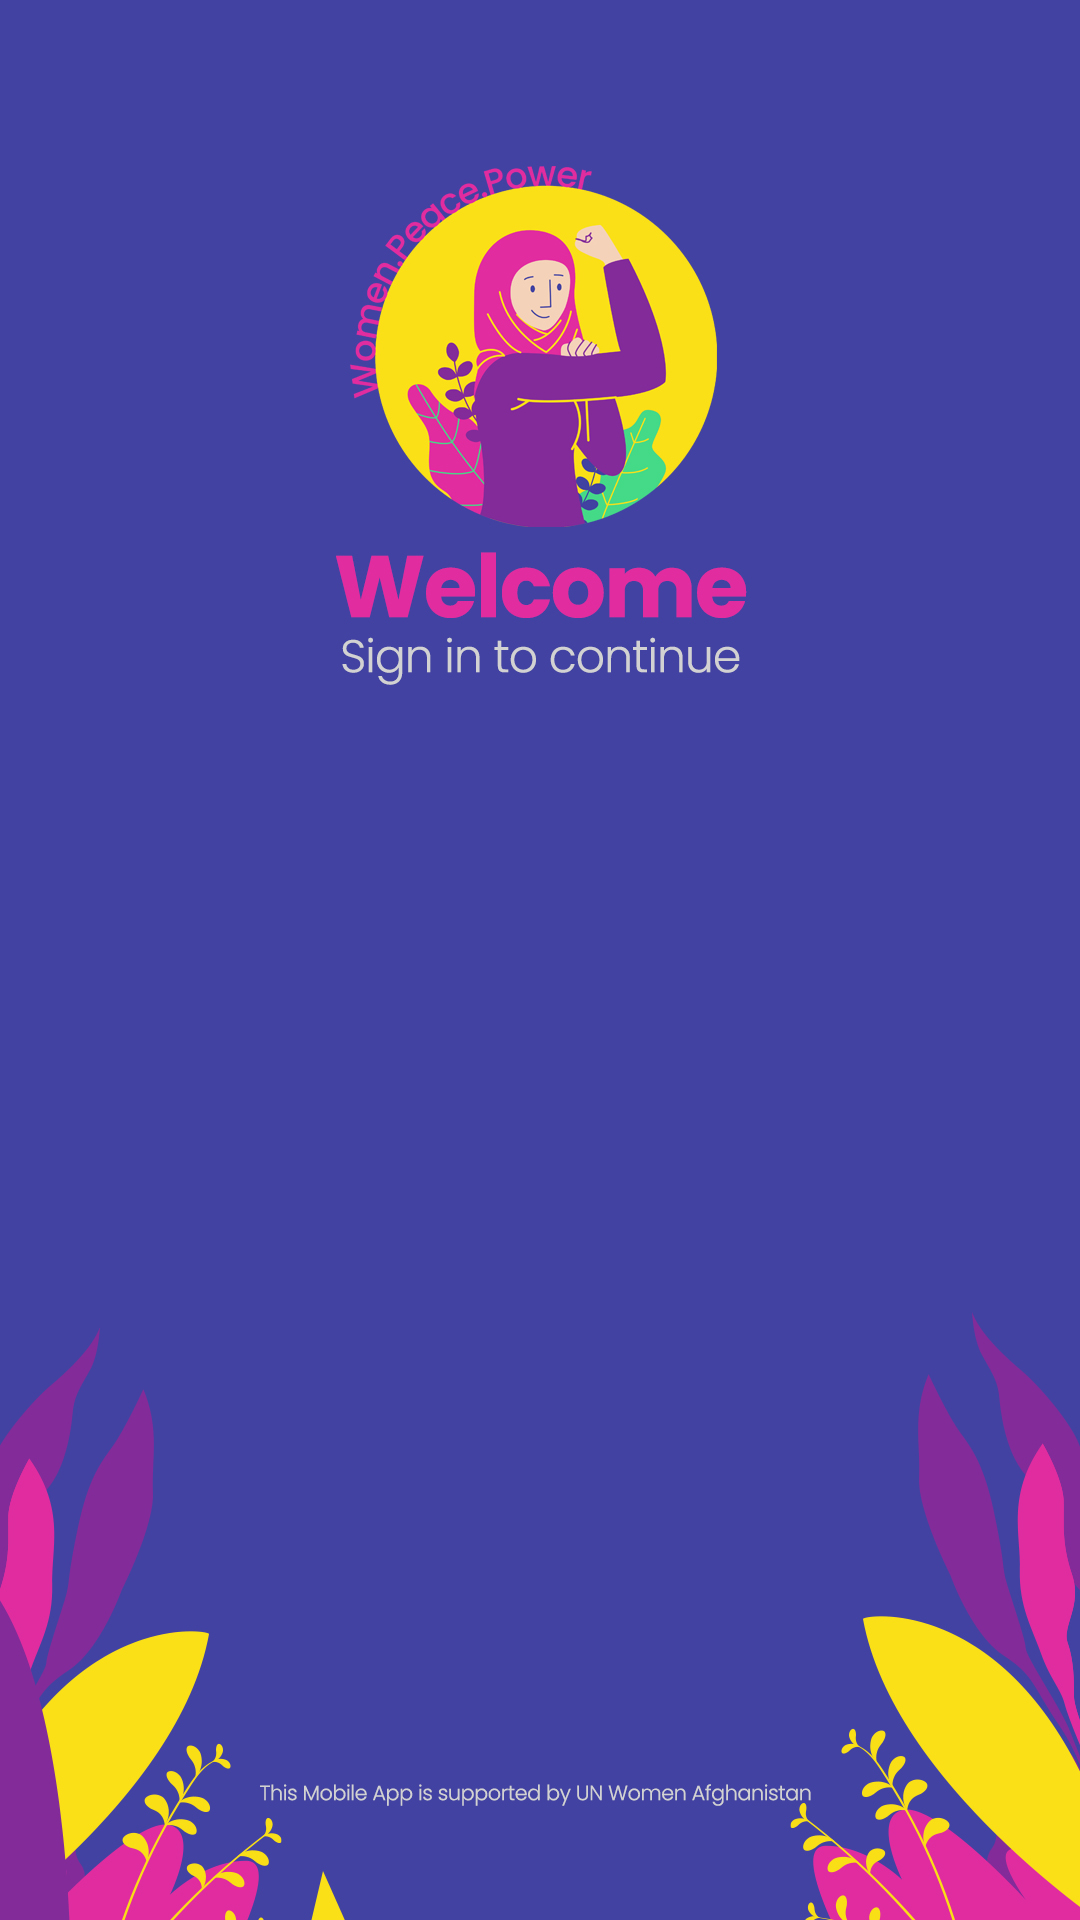 Women.Peace.Power
Welcome
Sign in to continue
This Mobile App is supported by UN Women Afghanistan